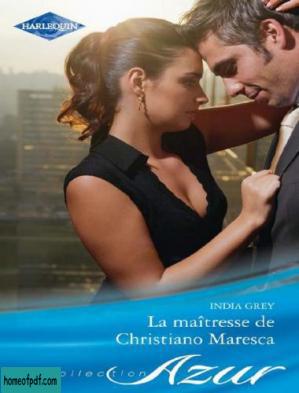 HARLEQUIN
INDIA GREY
La maîtresse de
Christiano Maresca
collection Azur
homeofpdf.com